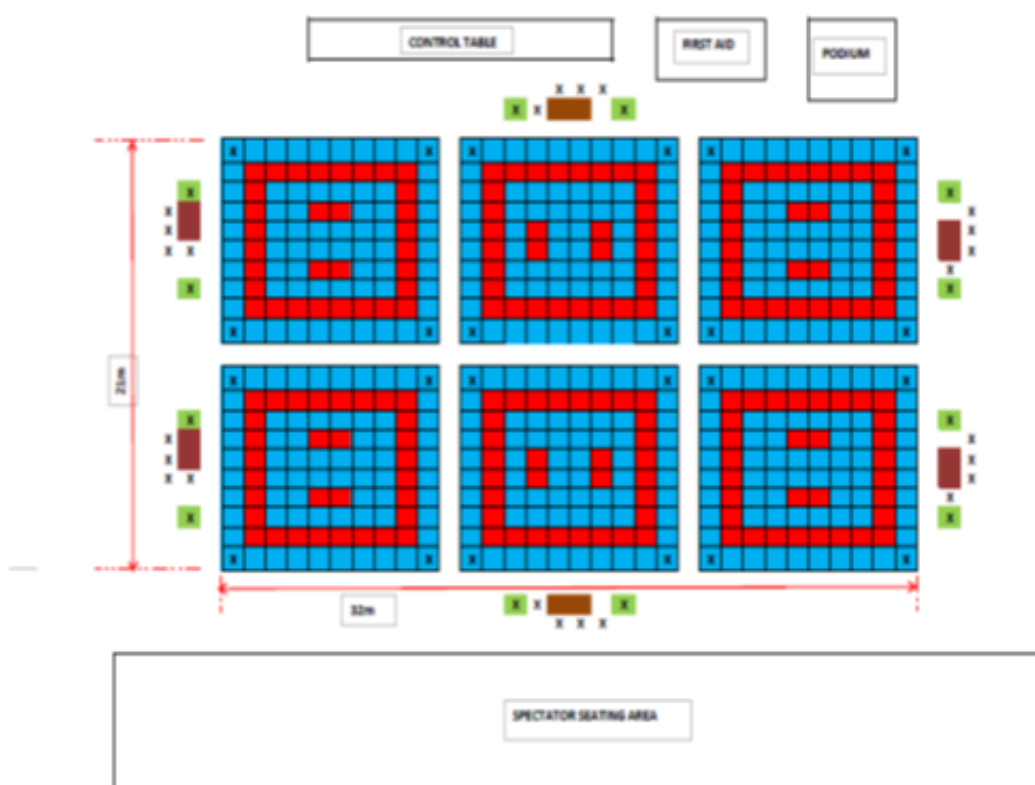 CONTROL TABLE
FIRST AID
PODIUM
X X X
X X X
X X X X X X
X X
X X
X X
X X X
X X
X X X X X X
X X X X X X
X X
X X
X X
X X X
X X
X X X X X X
21m
32m
X X X
X X X
SPECTATOR SEATING AREA